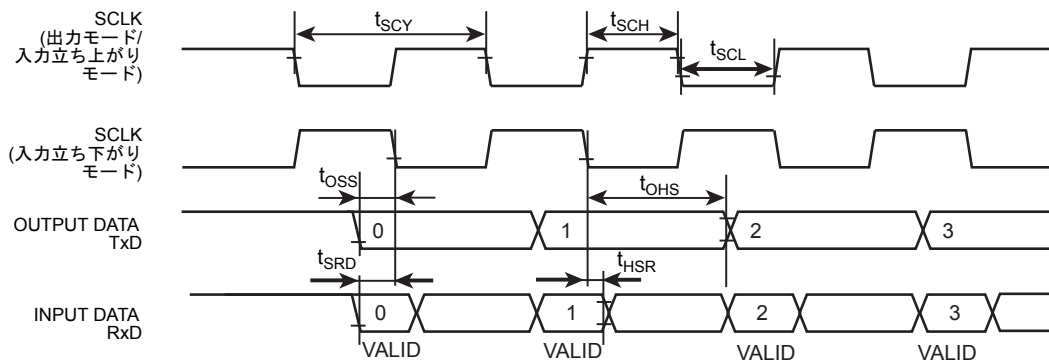 SCLK
(出力モード/
入力立ち上がり
モード)
tSCY
tSCH
tSCL
SCLK
(入力立ち下がり
モード)
tOSS
tOHS
OUTPUT DATA
TxD
0
1
2
3
tSRD
tHSR
INPUT DATA
RxD
0
1
2
3
VALID
VALID
VALID
VALID